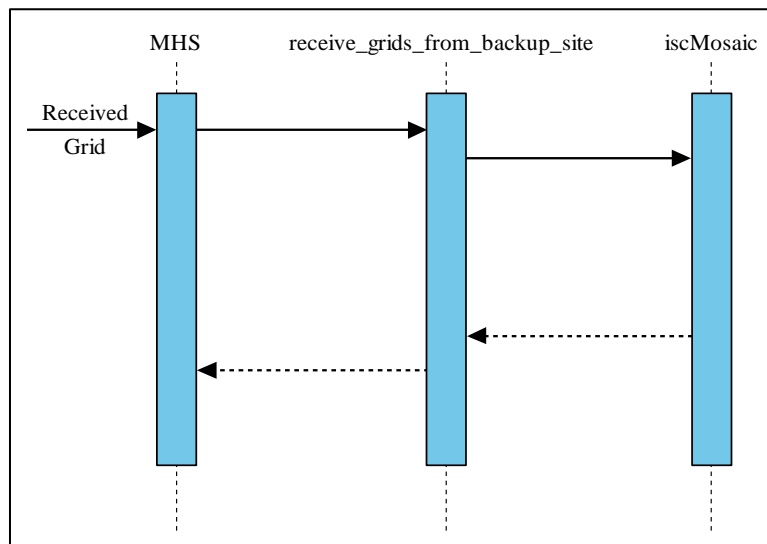 MHS
receive_grids_from_backup_site
iscMosaic
Received
Grid